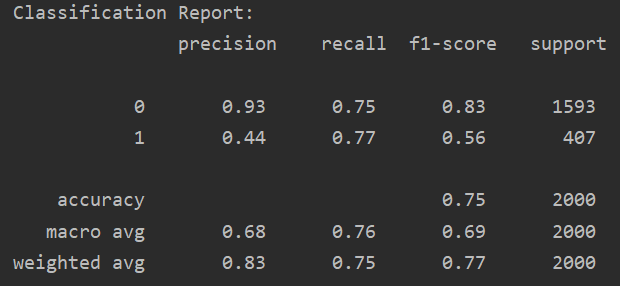 Classification Report:
precision recall f1-score support
0 0.93 0.75 0.83 1593
1 0.44 0.77 0.56 407
accuracy 0.75 2000
macro avg 0.68 0.76 0.69 2000
weighted avg 0.83 0.75 0.77 2000